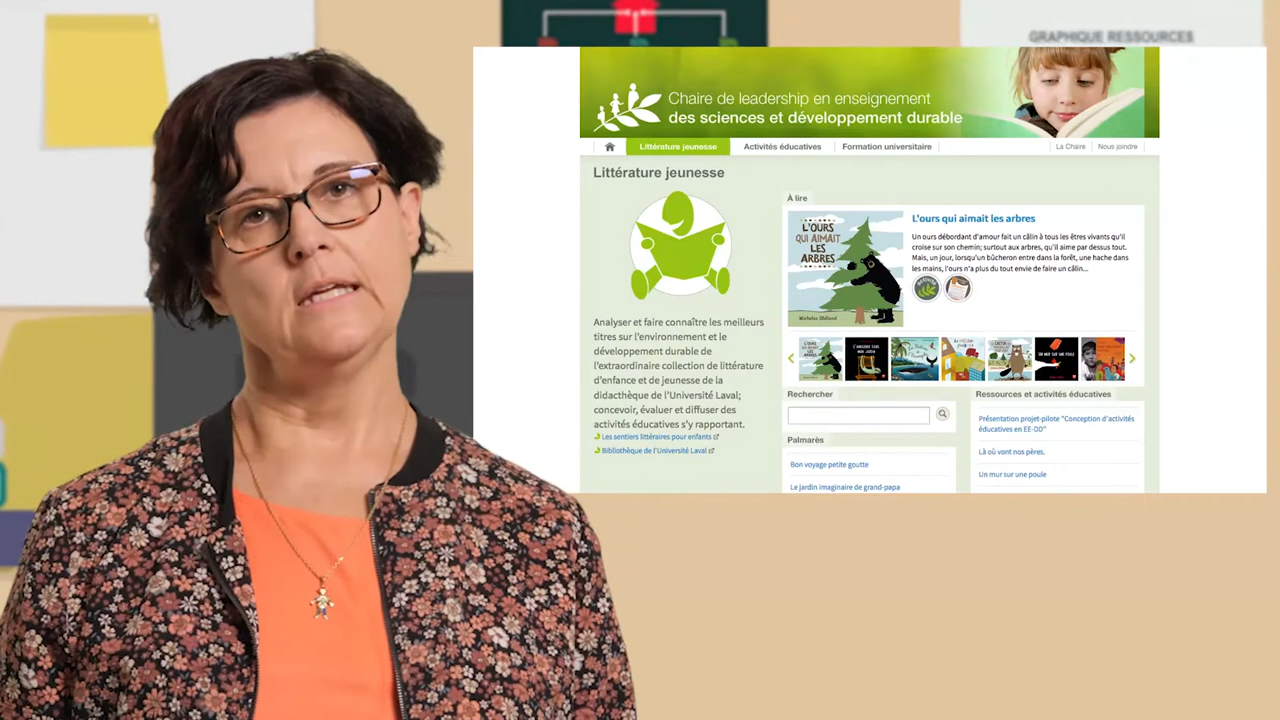 GRAPHIQUE RESSOURCES
Chaire de leadership en enseignement
des sciences et développement durable
Littérature jeunesse
Activités éducatives
Formation universitaire
La Chaire
Nous joindre
Littérature jeunesse
Analyser et faire connaître les meilleurs
titres sur l'environnement et le
développement durable de
l'extraordinaire collection de littérature
d'enfance et de jeunesse de la
didacthèque de l'Université Laval;
concevoir, évaluer et diffuser des
activités éducatives s'y rapportant.
Les sentiers littéraires pour enfants
Bibliothèque de l'Université Laval
À lire
L'OURS
QUI AIMAIT
LES
ARBRES
Nicholas Oldland
L'ours qui aimait les arbres
Un ours débordant d'amour fait un câlin à tous les êtres vivants qu'il
croise sur son chemin; surtout aux arbres, qu'il aime par dessus tout.
Mais, un jour, lorsqu'un bûcheron entre dans la forêt, une hache dans
les mains, l'ours n'a plus du tout envie de faire un câlin...
Rechercher
Palmarès
Bon voyage petite goutte
Le jardin imaginaire de grand-papa
Ressources et activités éducatives
Présentation projet-pilote "Conception d'activités
éducatives en EE-DD"
Là où vont nos pères.
Un mur sur une poule